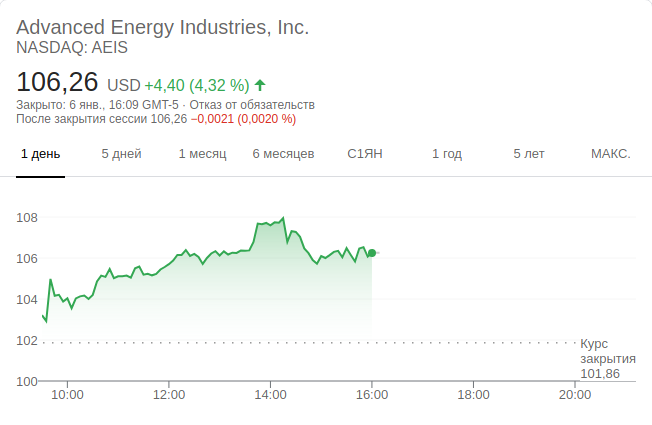 Advanced Energy Industries, Inc.
NASDAQ: AEIS
106,26 USD +4,40 (4,32 %)
Закрыто: 6 янв., 16:09 GMT-5 · Отказ от обязательств
После закрытия сессии 106,26 −0,0021 (0,0020 %)
1 день 5 дней 1 месяц 6 месяцев С1ЯН 1 год 5 лет МАКС.
108
106
104
102
100
Курс
закрытия
101,86
10:00 12:00 14:00 16:00 18:00 20:00